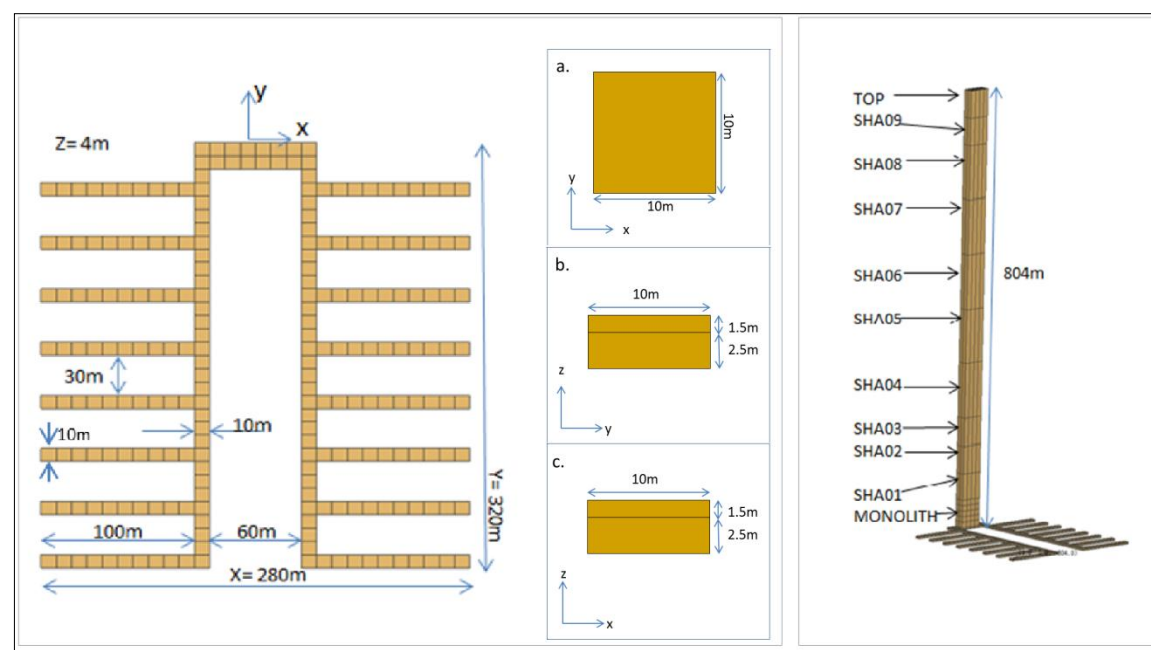 y
x
Z= 4m
30m
10m
10m
100m
60m
X= 280m
Y= 320m
a.
10m
10m
y
x
b.
10m
1.5m
2.5m
z
y
c.
10m
1.5m
2.5m
z
x
TOP
SHA09
SHA08
SHA07
SHA06
SHA05
SHA04
SHA03
SHA02
SHA01
MONOLITH
804m